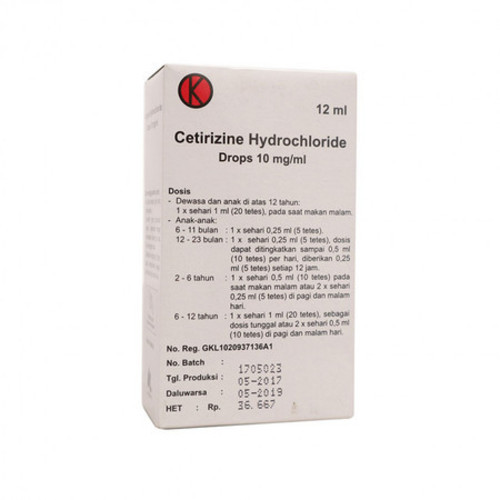 K
12 ml
Cetirizine Hydrochloride
Drops 10 mg/ml
Dosis
- Dewasa dan anak di atas 12 tahun:
1 x sehari 1 ml (20 tetes), pada saat makan malam.
- Anak-anak:
6 - 11 bulan : 1 x sehari 0,25 ml (5 tetes).
12 - 23 bulan : 1 x sehari 0,25 ml (5 tetes), dosis
dapat ditingkatkan sampai 0,5 ml
(10 tetes) per hari, diberikan 0,25
ml (5 tetes) setiap 12 jam.
2 - 6 tahun : 1 x sehari 0,5 ml (10 tetes) pada
saat makan malam atau 2 x sehari
0,25 ml (5 tetes) di pagi dan malam
hari.
6 - 12 tahun : 1 x sehari 1 ml (20 tetes), sebagai
dosis tunggal atau 2 x sehari 0,5 ml
(10 tetes) di pagi dan malam hari.
No. Reg. GKL1020937136A1
No. Batch : 1705023
Tgl. Produksi : 05-2017
Daluwarsa : 05-2019
HET : Rp. 36.667